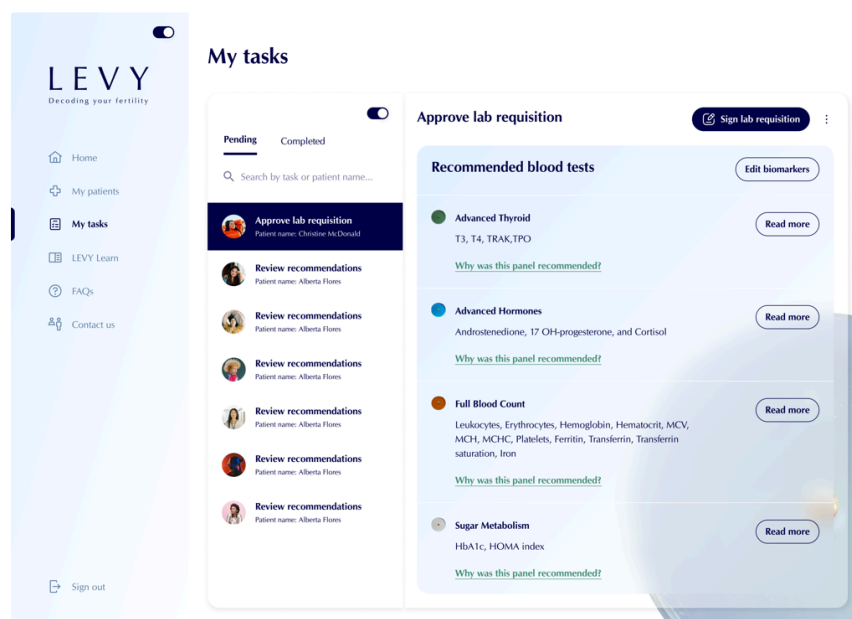 LEVY
Decoding your fertility
Home
My patients
My tasks
LEVY Learn
FAQs
Contact us
Sign out
My tasks
Pending
Completed
Search by task or patient name...
Approve lab requisition
Patient name: Christine McDonald
Review recommendations
Patient name: Alberta Flores
Review recommendations
Patient name: Alberta Flores
Review recommendations
Patient name: Alberta Flores
Review recommendations
Patient name: Alberta Flores
Review recommendations
Patient name: Alberta Flores
Review recommendations
Patient name: Alberta Flores
Approve lab requisition
Sign lab requisition
Recommended blood tests
Edit biomarkers
Advanced Thyroid
Read more
T3, T4, TRAK,TPO
Why was this panel recommended?
Advanced Hormones
Read more
Androstenedione, 17 OH-progesterone, and Cortisol
Why was this panel recommended?
Full Blood Count
Read more
Leukocytes, Erythrocytes, Hemoglobin, Hematocrit, MCV,
MCH, MCHC, Platelets, Ferritin, Transferrin, Transferrin
saturation, Iron
Why was this panel recommended?
Sugar Metabolism
Read more
HbA1c, HOMA index
Why was this panel recommended?